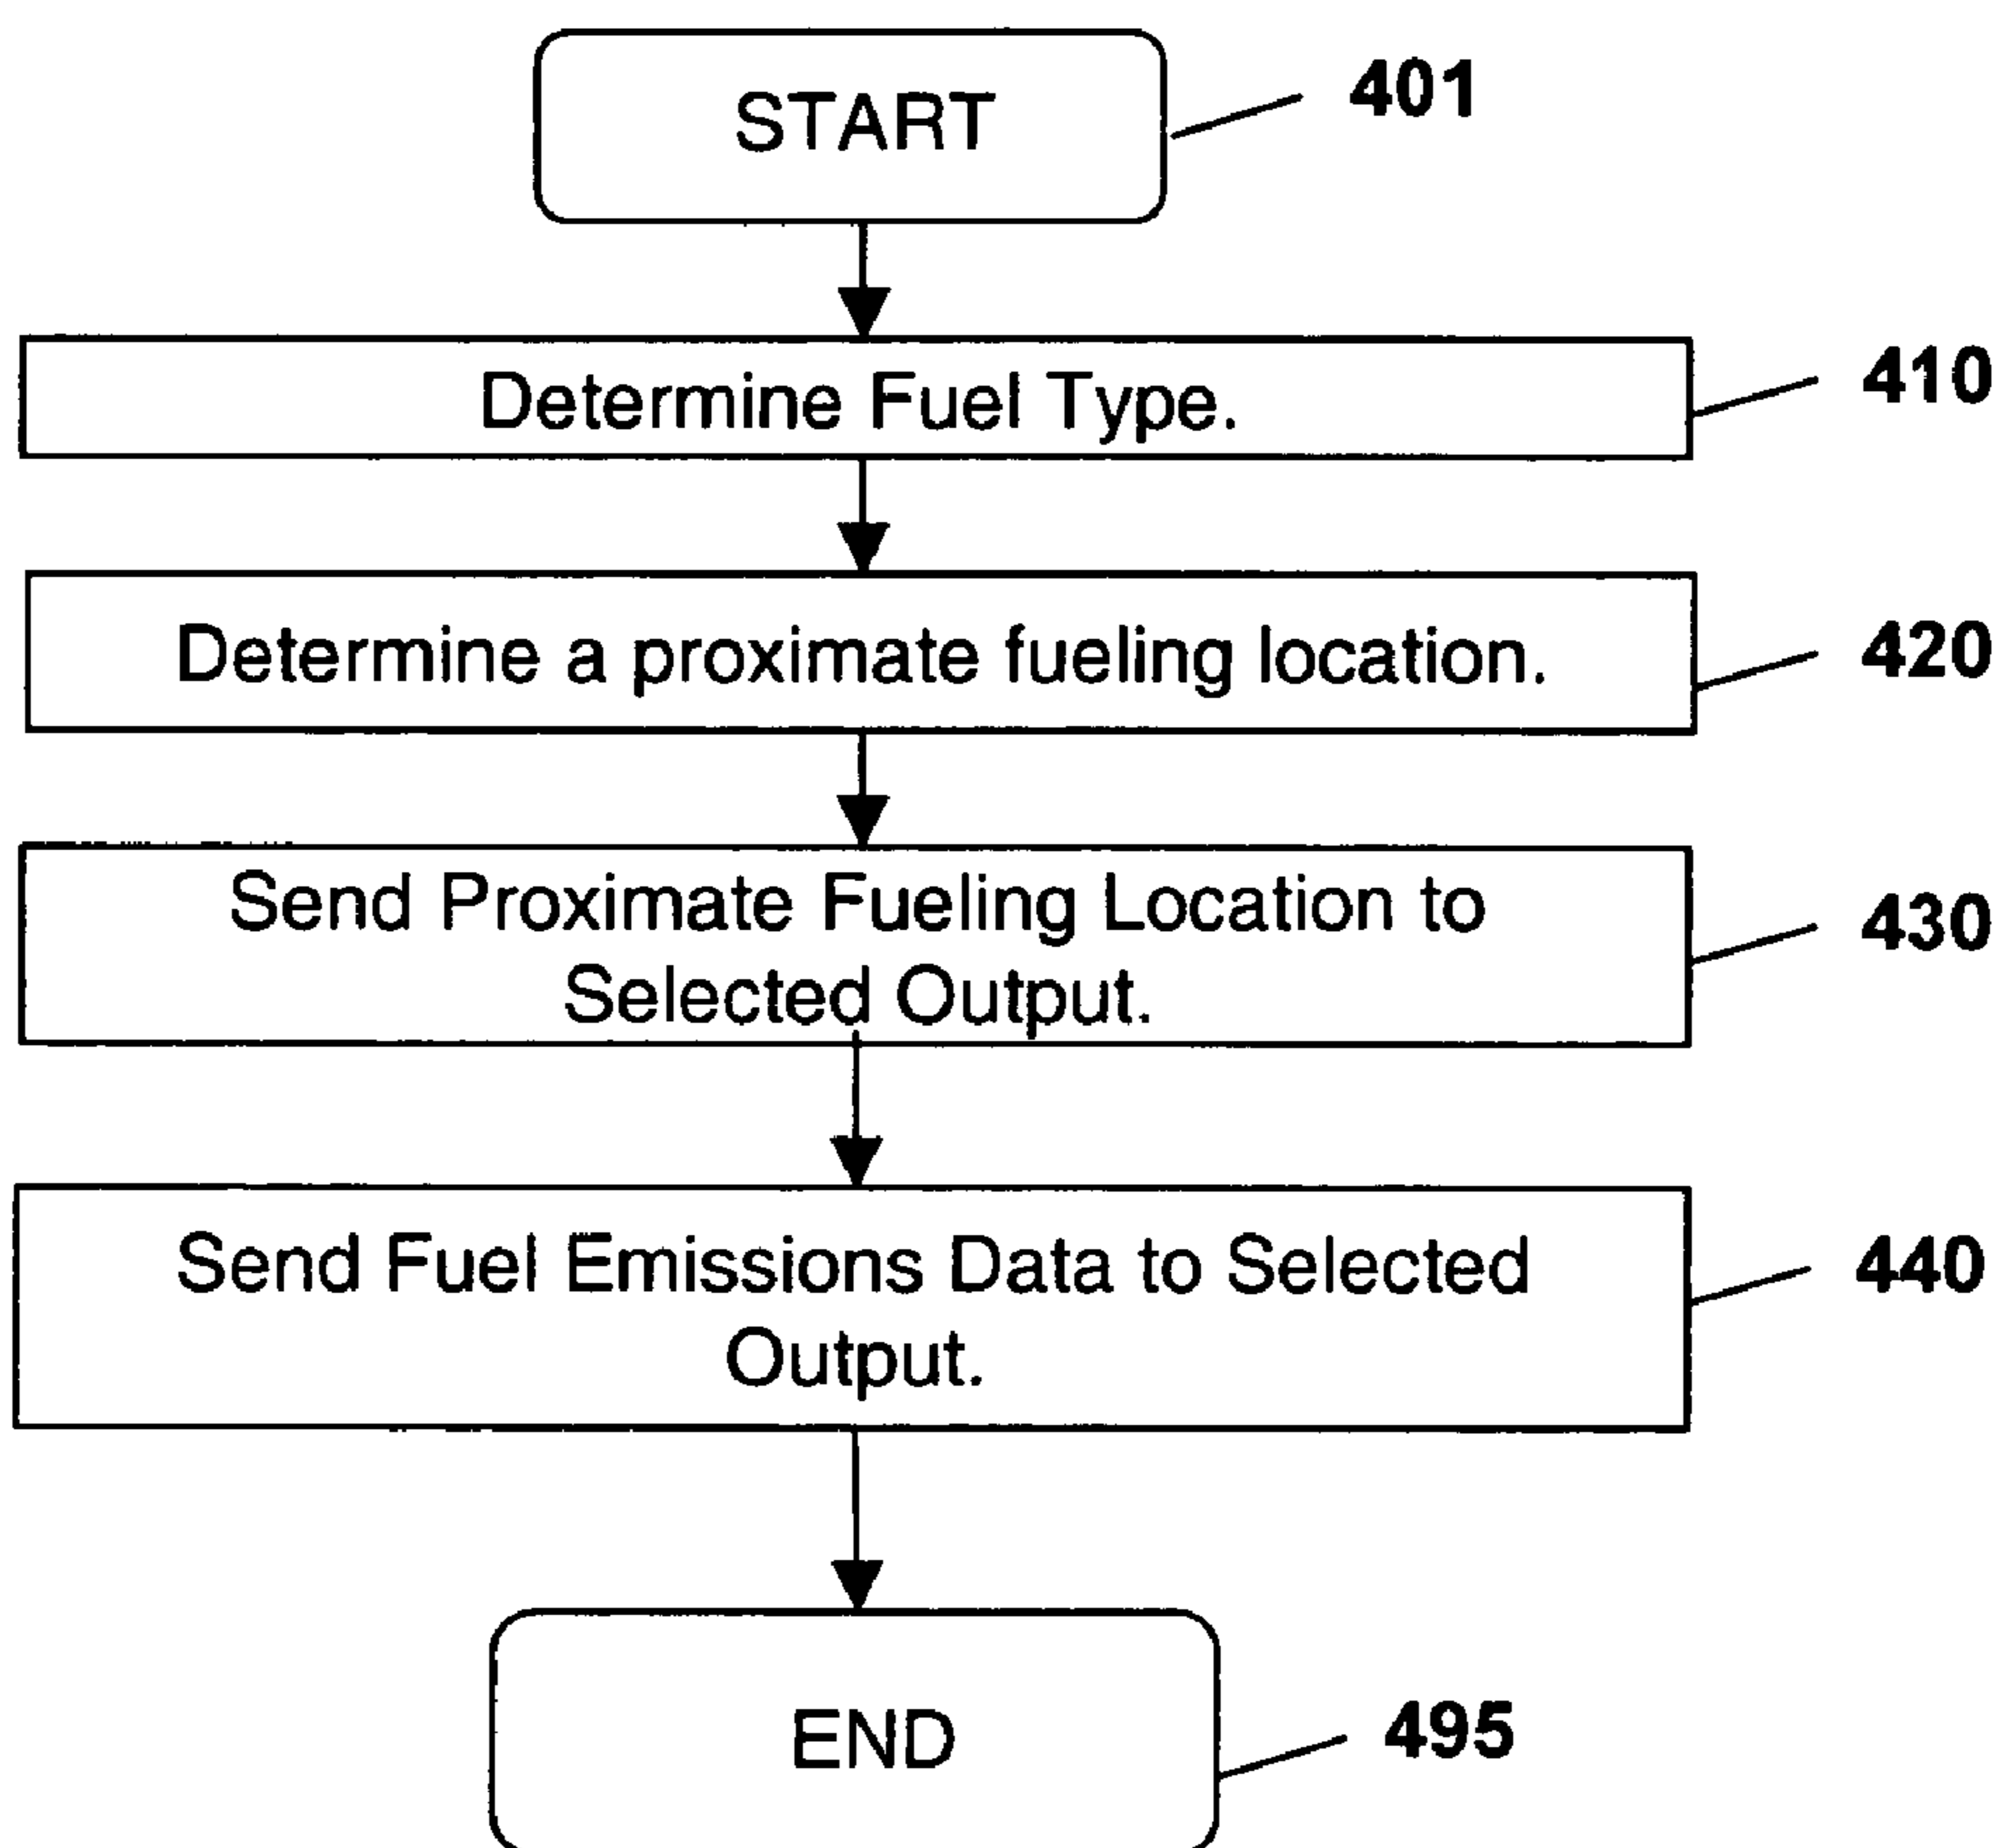 START
401
Determine Fuel Type.
410
Determine a proximate fueling location.
420
Send Proximate Fueling Location to
Selected Output.
430
Send Fuel Emissions Data to Selected
Output.
440
END
495